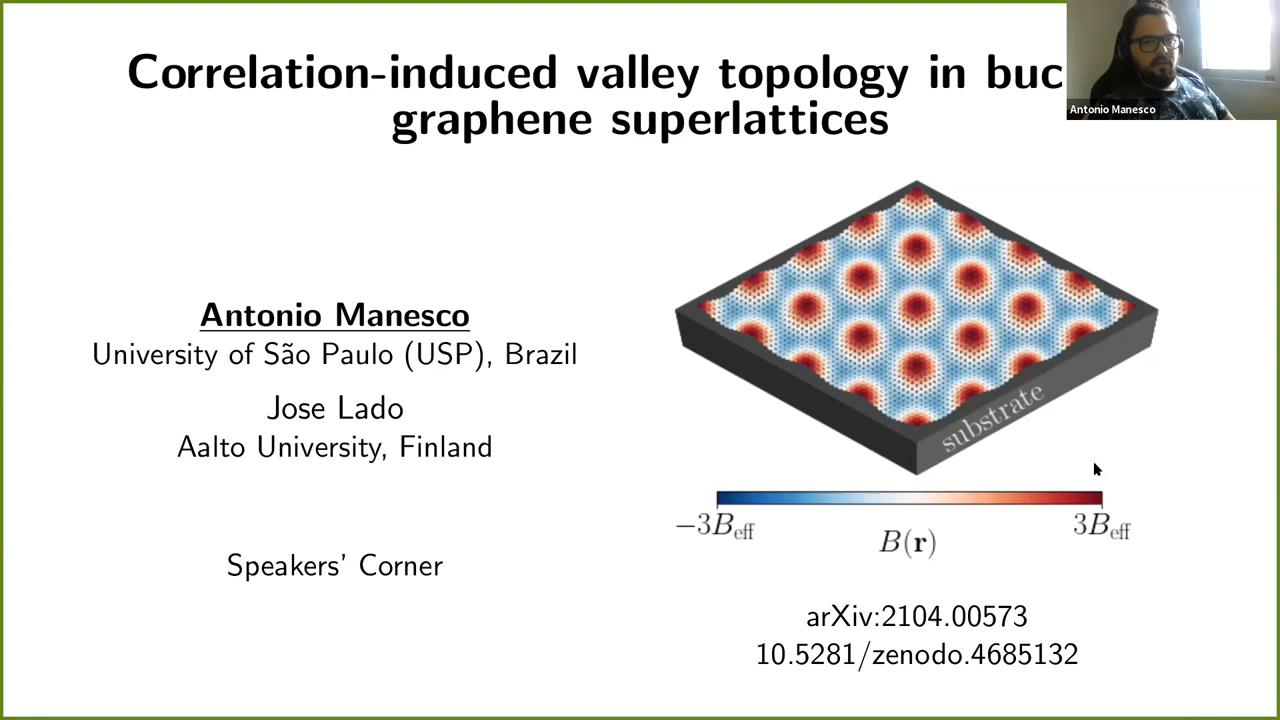 Correlation-induced valley topology in buc
graphene superlattices
Antonio Manesco
Antonio Manesco
University of São Paulo (USP), Brazil
Jose Lado
Aalto University, Finland
Speakers' Corner
substrate
−3B_eff
3B_eff
B(r)
arXiv:2104.00573
10.5281/zenodo.4685132